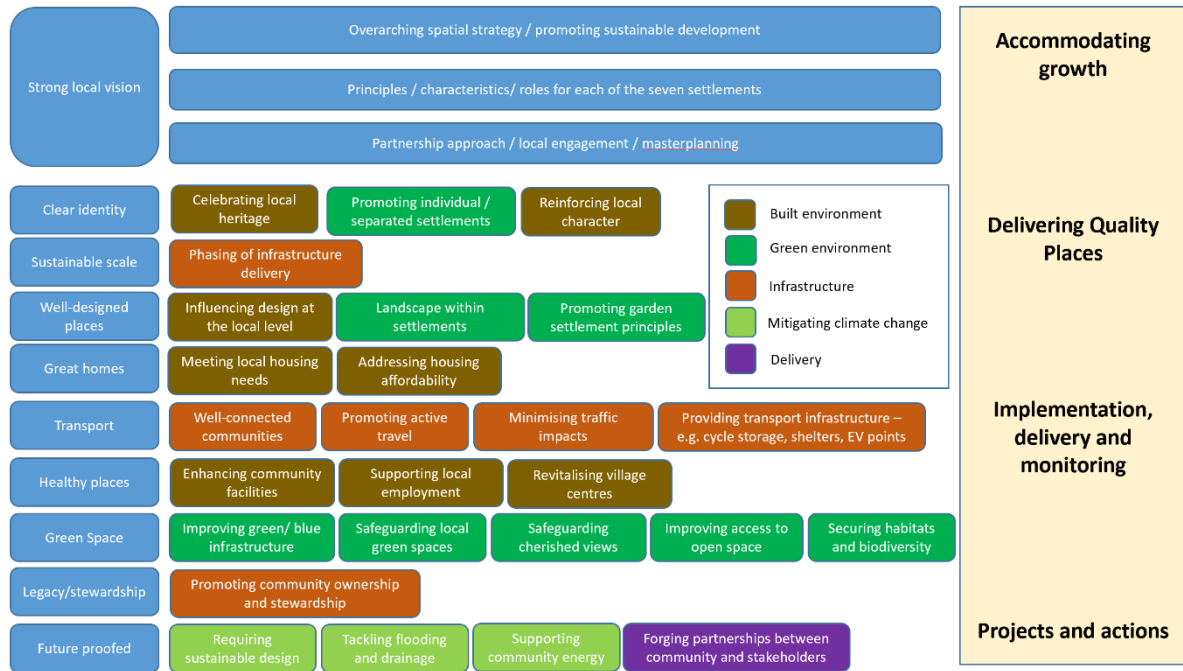 Strong local vision
Overarching spatial strategy / promoting sustainable development
Principles / characteristics/ roles for each of the seven settlements
Partnership approach / local engagement / masterplanning
Clear identity
Celebrating local
heritage
Promoting individual /
separated settlements
Reinforcing local
character
Sustainable scale
Phasing of infrastructure
delivery
Well-designed
places
Influencing design at
the local level
Landscape within
settlements
Promoting garden
settlement principles
Great homes
Meeting local housing
needs
Addressing housing
affordability
Transport
Well-connected
communities
Promoting active
travel
Minimising traffic
impacts
Providing transport infrastructure –
e.g. cycle storage, shelters, EV points
Healthy places
Enhancing community
facilities
Supporting local
employment
Revitalising village
centres
Green Space
Improving green/ blue
infrastructure
Safeguarding local
green spaces
Safeguarding
cherished views
Improving access to
open space
Securing habitats
and biodiversity
Legacy/stewardship
Promoting community ownership
and stewardship
Future proofed
Requiring
sustainable design
Tackling flooding
and drainage
Supporting
community energy
Forging partnerships between
community and stakeholders
Built environment
Green environment
Infrastructure
Mitigating climate change
Delivery
Accommodating
growth
Delivering Quality
Places
Implementation,
delivery and
monitoring
Projects and actions